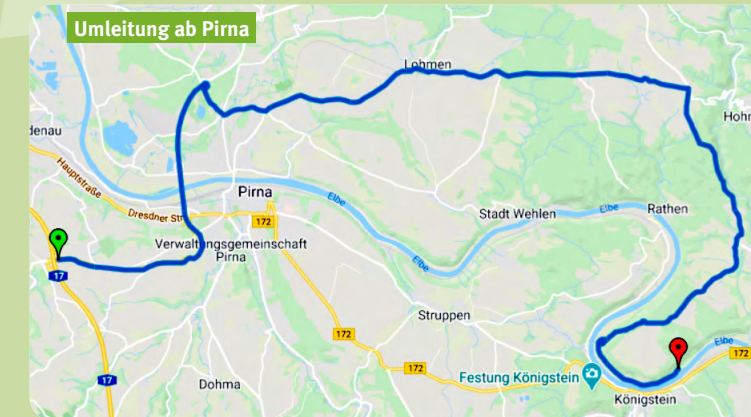 Umleitung ab Pirna
Lohmen
denau
Hohn
Hauptstraße
Pirna
Elbe
Dresdner Str
172
Stadt Wehlen
Elbe
Rathen
Verwaltungsgemeinschaft
Pirna
Elbe
17
Struppen
172
Elbe
172
172
17
Dohma
Festung Königstein
Königstein